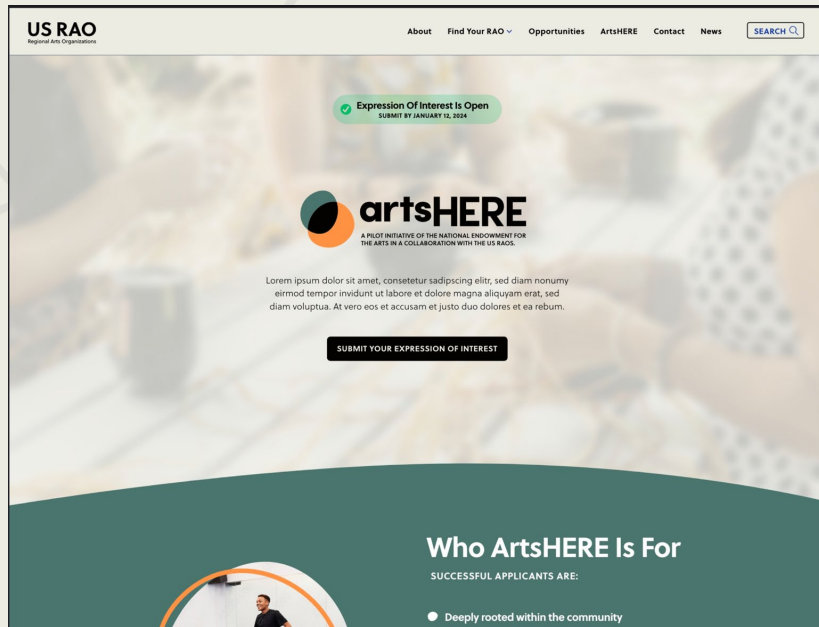 US RAO
Regional Arts Organizations
About Find Your RAO Opportunities ArtsHERE Contact News SEARCH
Expression Of Interest Is Open
SUBMIT BY JANUARY 12, 2024
artsHERE
A PILOT INITIATIVE OF THE NATIONAL ENDOWMENT FOR
THE ARTS IN A COLLABORATION WITH THE US RAOS.
Lorem ipsum dolor sit amet, consetetur sadipscing elitr, sed diam nonumy
eirmod tempor invidunt ut labore et dolore magna aliquyam erat, sed
diam voluptua. At vero eos et accusam et justo duo dolores et ea rebum.
SUBMIT YOUR EXPRESSION OF INTEREST
Who ArtsHERE Is For
SUCCESSFUL APPLICANTS ARE:
Deeply rooted within the community